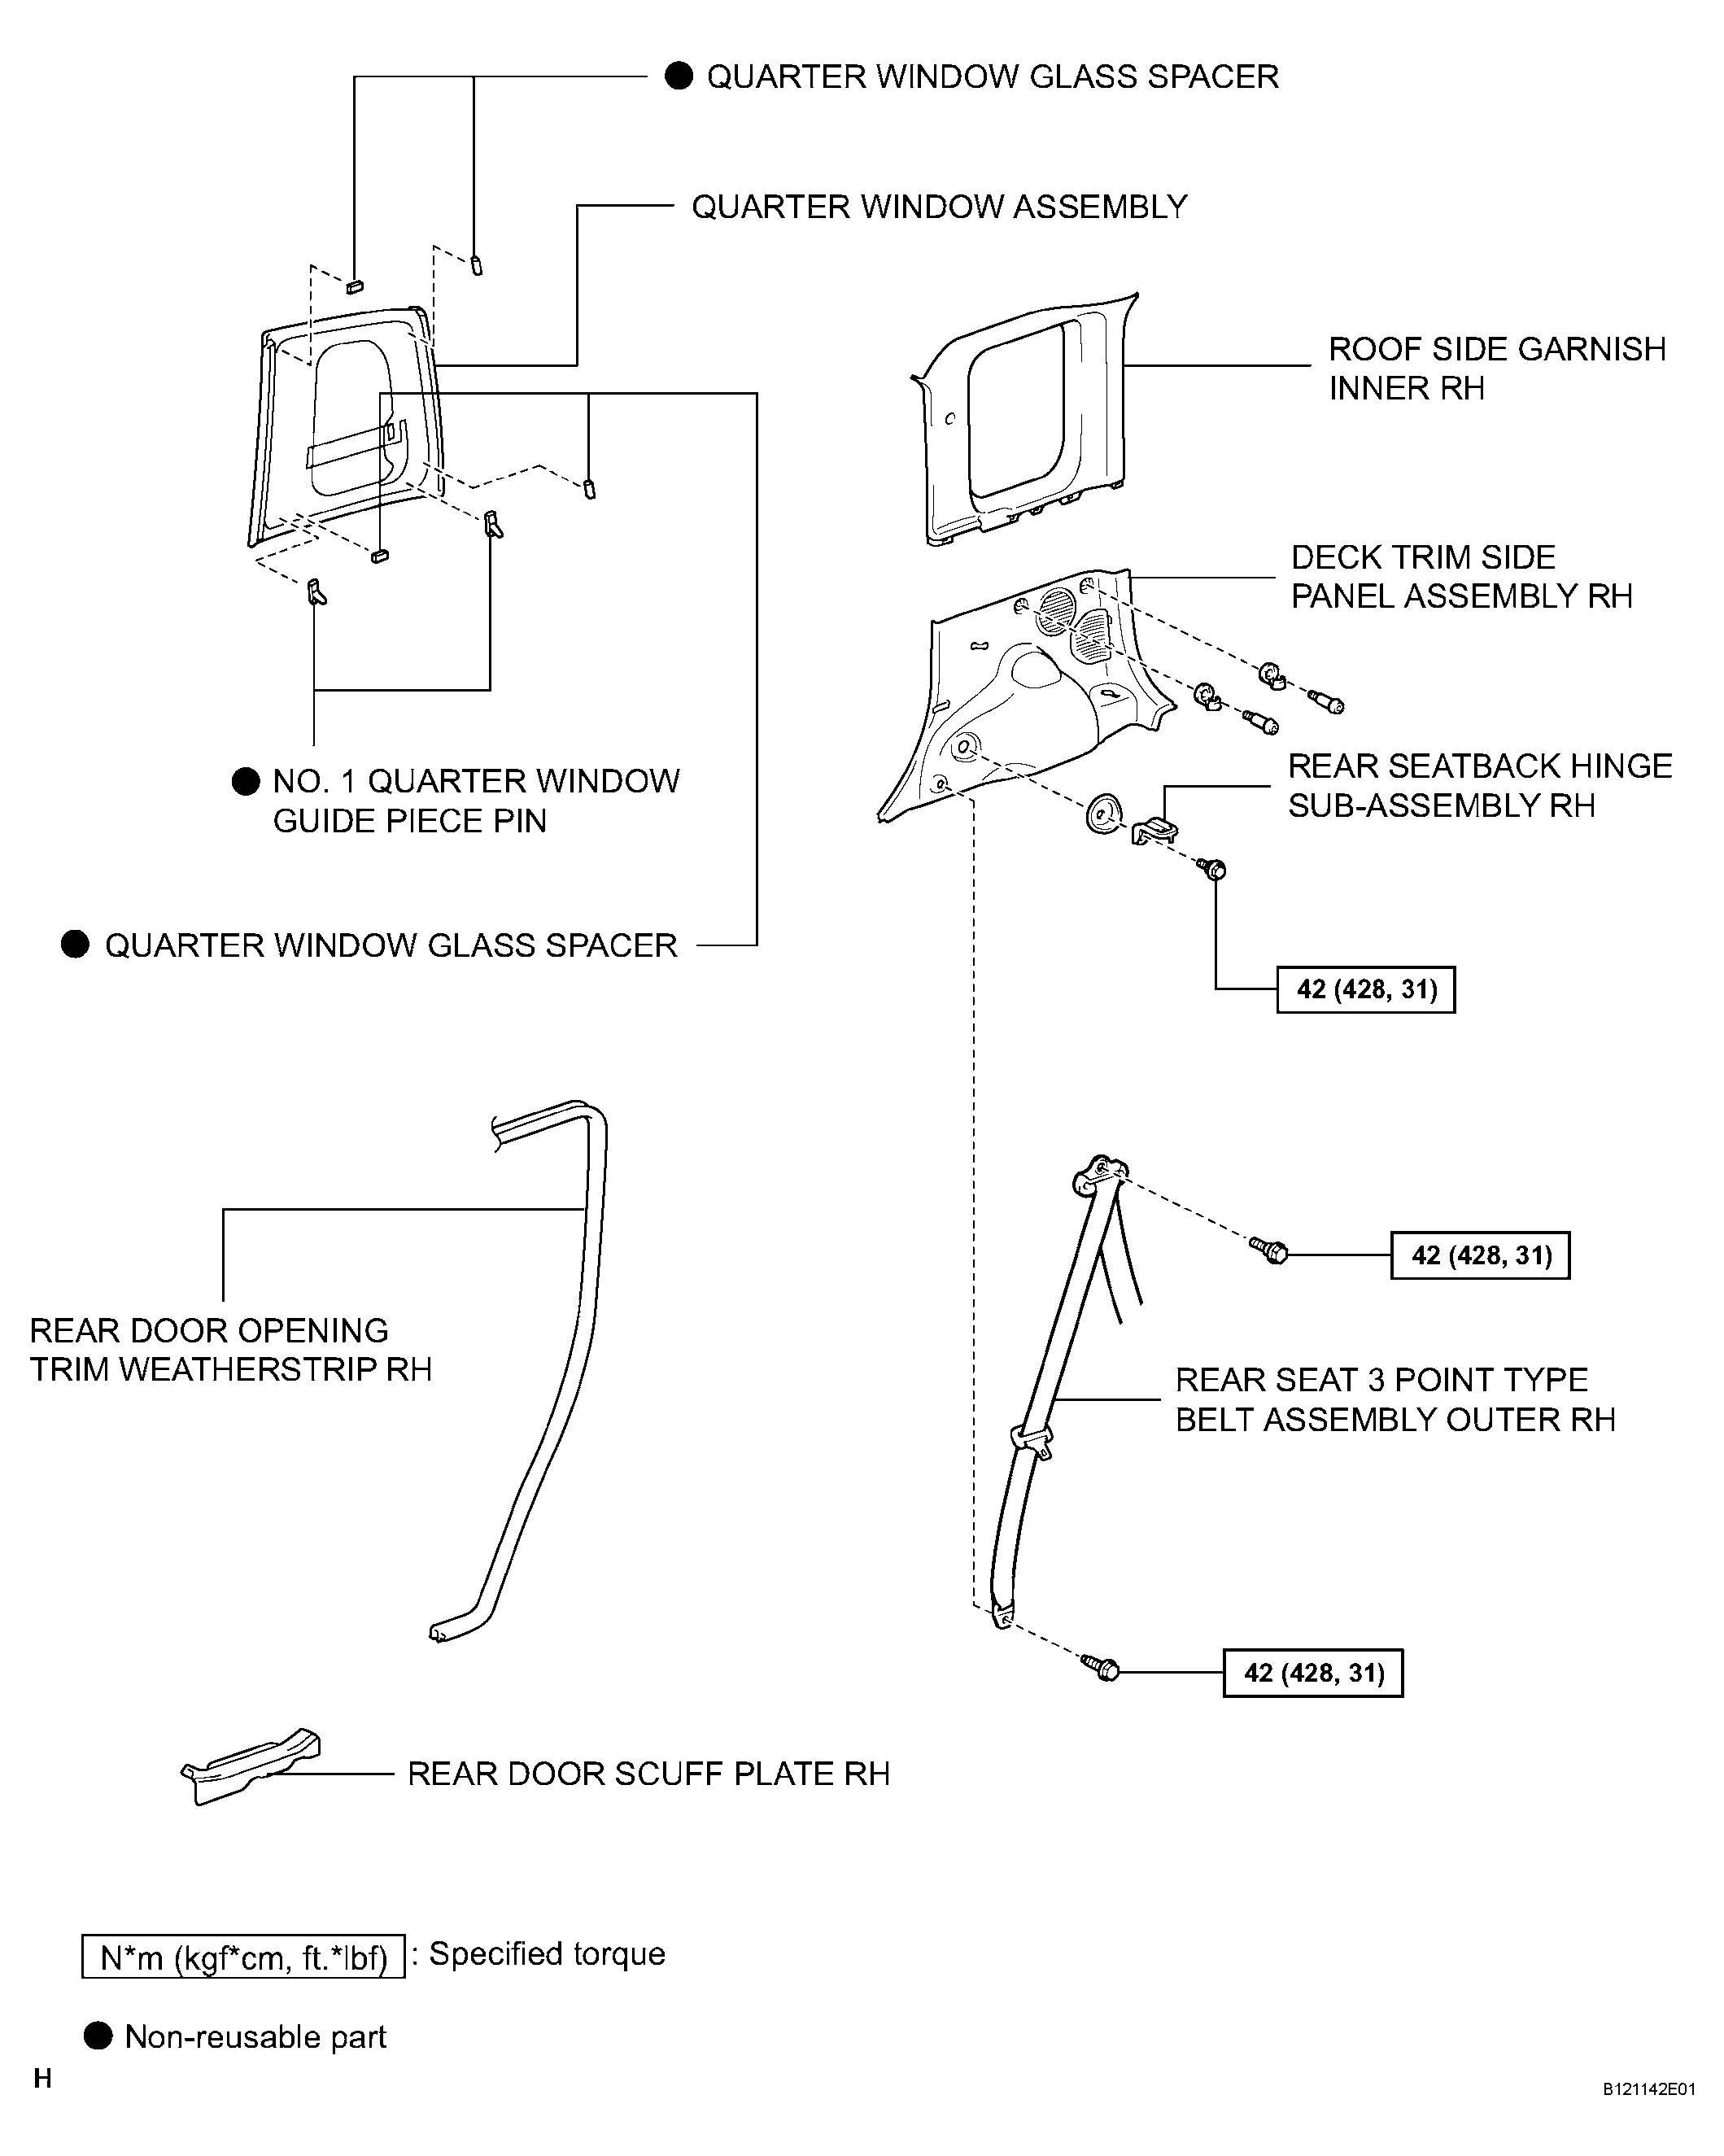 ● QUARTER WINDOW GLASS SPACER
QUARTER WINDOW ASSEMBLY
ROOF SIDE GARNISH
INNER RH
DECK TRIM SIDE
PANEL ASSEMBLY RH
REAR SEATBACK HINGE
SUB-ASSEMBLY RH
● NO. 1 QUARTER WINDOW
GUIDE PIECE PIN
● QUARTER WINDOW GLASS SPACER
42 (428, 31)
42 (428, 31)
REAR DOOR OPENING
TRIM WEATHERSTRIP RH
REAR SEAT 3 POINT TYPE
BELT ASSEMBLY OUTER RH
42 (428, 31)
REAR DOOR SCUFF PLATE RH
N*m (kgf*cm, ft.*lbf) : Specified torque
● Non-reusable part
H
B121142E01